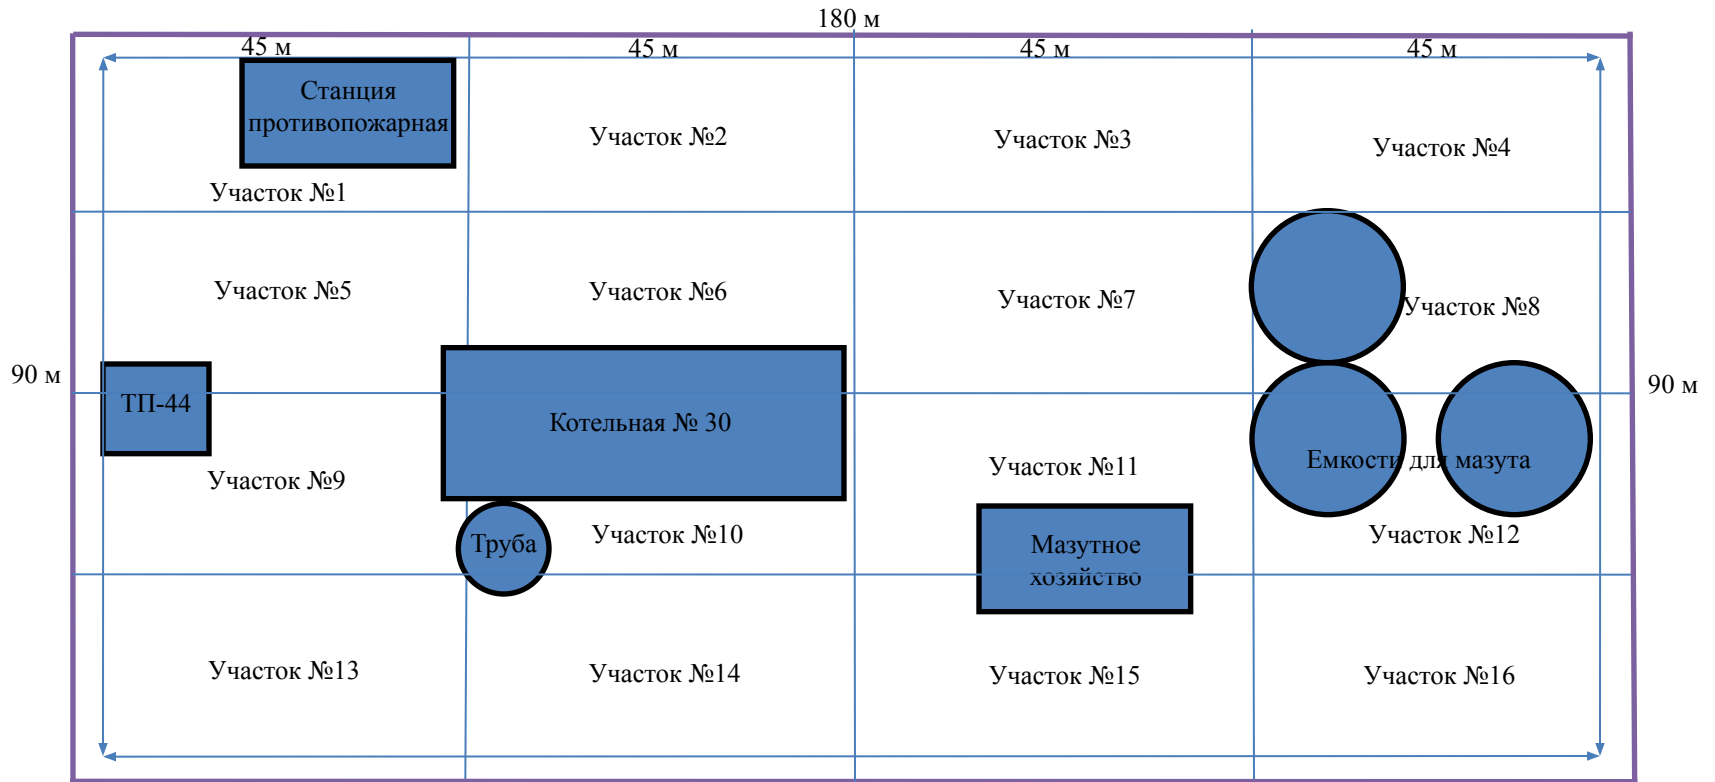 180 м
45 м
45 м
45 м
45 м
Станция
противопожарная
Участок №2
Участок №3
Участок №4
Участок №1
Участок №5
Участок №6
Участок №7
Участок №8
90 м
90 м
ТП-44
Котельная № 30
Участок №9
Участок №11
Емкости для мазута
Труба
Участок №10
Мазутное
хозяйство
Участок №12
Участок №13
Участок №14
Участок №15
Участок №16